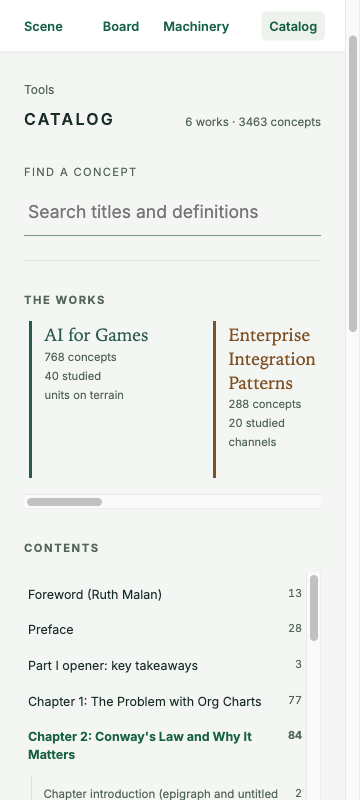 Scene Board Machinery Catalog
Tools
CATALOG 6 works · 3463 concepts
FIND A CONCEPT
Search titles and definitions
THE WORKS
AI for Games
768 concepts
40 studied
units on terrain
Enterprise
Integration
Patterns
288 concepts
20 studied
channels
CONTENTS
Foreword (Ruth Malan) 13
Preface 28
Part I opener: key takeaways 3
Chapter 1: The Problem with Org Charts 77
Chapter 2: Conway's Law and Why It 84
Matters
Chapter introduction (epigraph and untitled 2